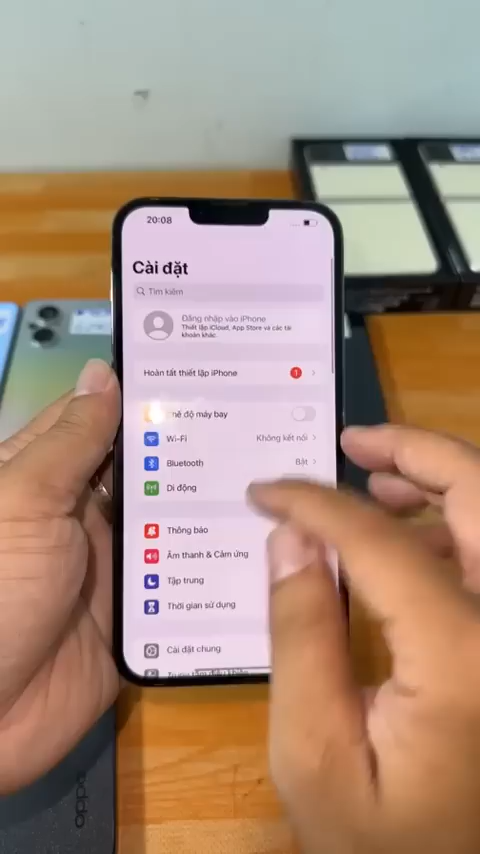 20:08
Cài đặt
Tìm kiếm
Đăng nhập vào iPhone
Thiết lập iCloud, App Store và các tài
khoản khác.
Hoàn tất thiết lập iPhone 1
Chế độ máy bay
Wi-Fi Không kết nối
Bluetooth Bật
Di động
Thông báo
Âm thanh & Cảm ứng
Tập trung
Thời gian sử dụng
Cài đặt chung
oppo